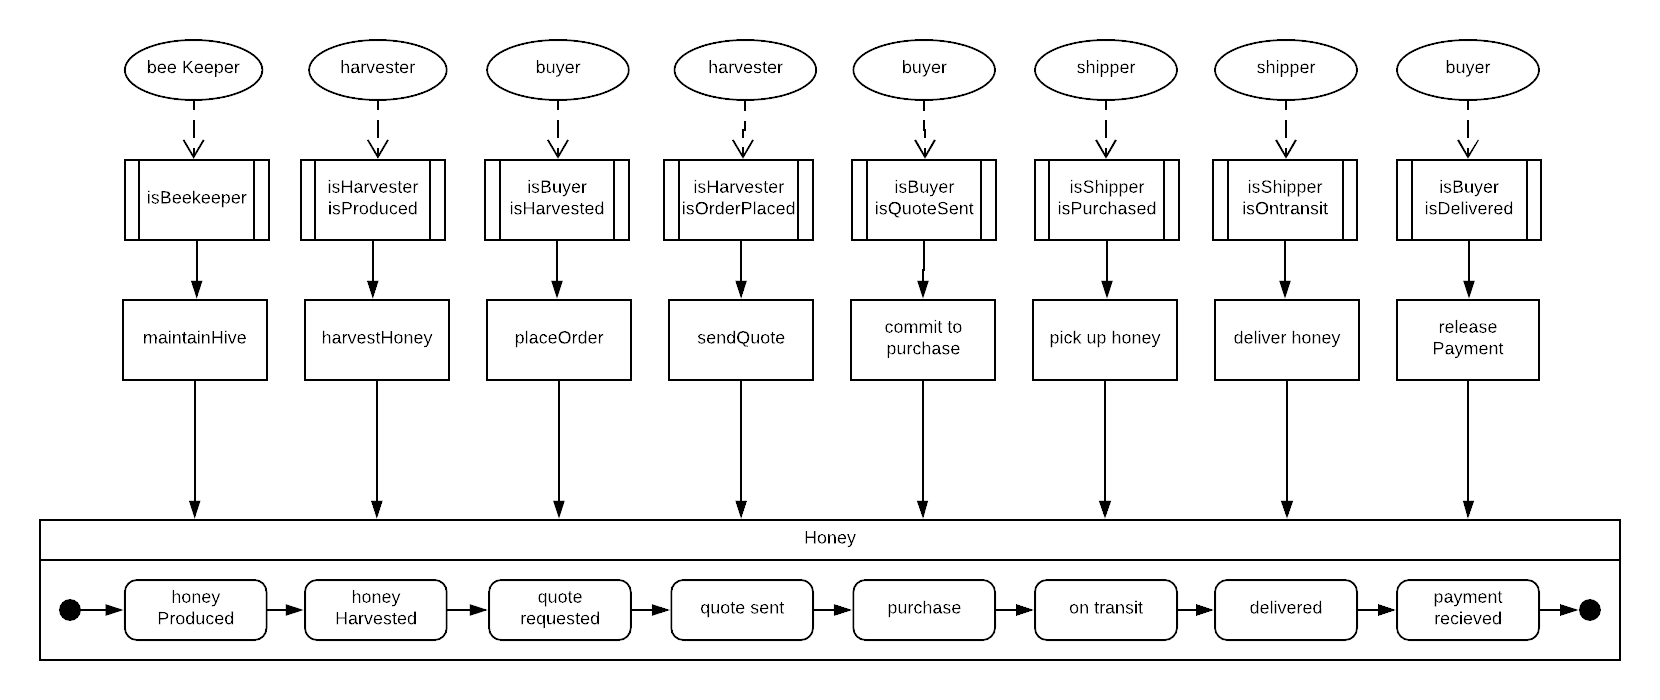 bee Keeper
harvester
buyer
harvester
buyer
shipper
shipper
buyer
isBeekeeper
isHarvester
isProduced
isBuyer
isHarvested
isHarvester
isOrderPlaced
isBuyer
isQuoteSent
isShipper
isPurchased
isShipper
isOntransit
isBuyer
isDelivered
maintainHive
harvestHoney
placeOrder
sendQuote
commit to
purchase
pick up honey
deliver honey
release
Payment
Honey
honey
Produced
honey
Harvested
quote
requested
quote sent
purchase
on transit
delivered
payment
recieved